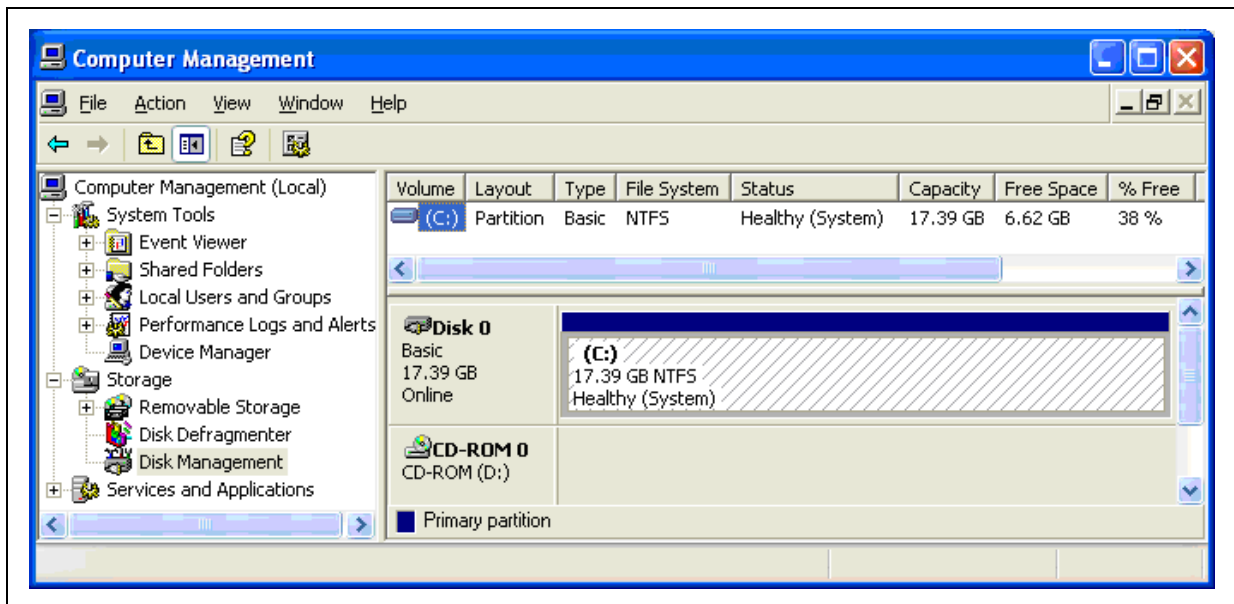 Computer Management
File Action View Window Help
Computer Management (Local)
System Tools
Event Viewer
Shared Folders
Local Users and Groups
Performance Logs and Alerts
Device Manager
Storage
Removable Storage
Disk Defragmenter
Disk Management
Services and Applications
Volume Layout Type File System Status Capacity Free Space % Free
(C:) Partition Basic NTFS Healthy (System) 17.39 GB 6.62 GB 38 %
Disk 0
Basic
17.39 GB
Online
(C:)
17.39 GB NTFS
Healthy (System)
CD-ROM 0
CD-ROM (D:)
Primary partition